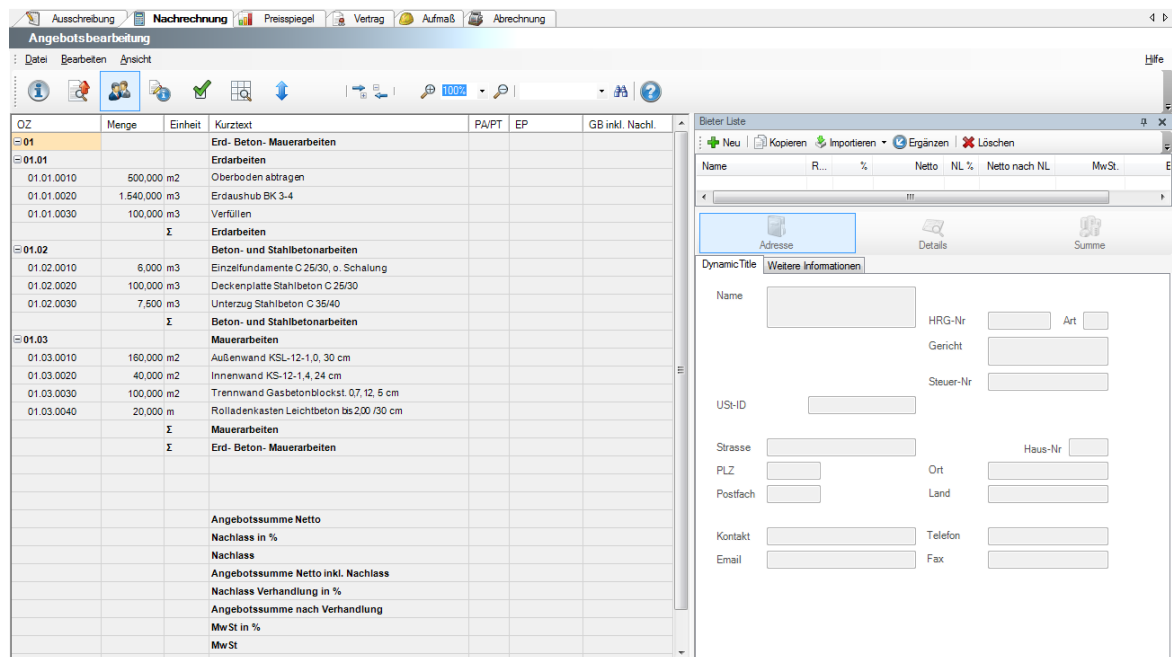 Ausschreibung Nachrechnung Preisspiegel Vertrag Aufmaß Abrechnung
Angebotsbearbeitung
Datei Bearbeiten Ansicht Hilfe
100%
OZ Menge Einheit Kurztext PA/PT EP GB inkl. Nachl.
01 Erd- Beton- Mauerarbeiten
01.01 Erdarbeiten
01.01.0010 500,000 m2 Oberboden abtragen
01.01.0020 1.540,000 m3 Erdaushub BK 3-4
01.01.0030 100,000 m3 Verfüllen
Σ Erdarbeiten
01.02 Beton- und Stahlbetonarbeiten
01.02.0010 6,000 m3 Einzelfundamente C 25/30, o. Schalung
01.02.0020 100,000 m3 Deckenplatte Stahlbeton C 25/30
01.02.0030 7,500 m3 Unterzug Stahlbeton C 35/40
Σ Beton- und Stahlbetonarbeiten
01.03 Mauerarbeiten
01.03.0010 160,000 m2 Außenwand KSL-12-1,0, 30 cm
01.03.0020 40,000 m2 Innenwand KS-12-1,4, 24 cm
01.03.0030 100,000 m2 Trennwand Gasbetonblockst. 0,7, 12, 5 cm
01.03.0040 20,000 m Rolladenkasten Leichtbeton bis 2,00 /30 cm
Σ Mauerarbeiten
Σ Erd- Beton- Mauerarbeiten
Angebotssumme Netto
Nachlass in %
Nachlass
Angebotssumme Netto inkl. Nachlass
Nachlass Verhandlung in %
Angebotssumme nach Verhandlung
MwSt in %
MwSt
Bieter Liste
Neu Kopieren Importieren Ergänzen Löschen
Name R... % Netto NL % Netto nach NL MwSt. B
Adresse Details Summe
DynamicTitle Weitere Informationen
Name
HRG-Nr Art
Gericht
Steuer-Nr
USt-ID
Strasse Haus-Nr
PLZ Ort
Postfach Land
Kontakt Telefon
Email Fax